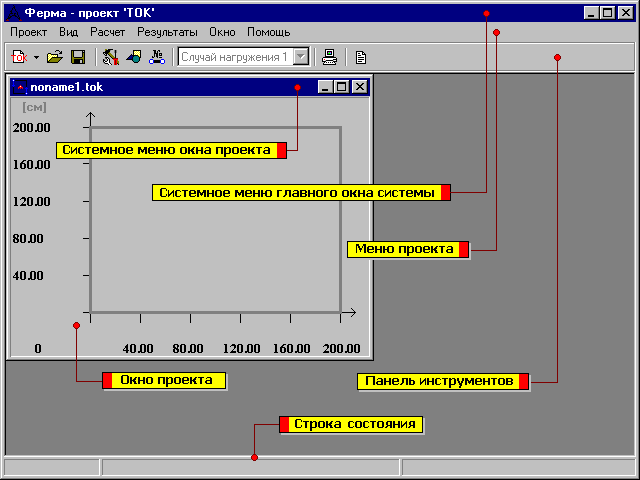 Ферма - проект 'ТОК'
Проект Вид Расчет Результаты Окно Помощь
№ Случай нагружения 1
noname1.tok
[см]
200.00
Системное меню окна проекта
160.00
Системное меню главного окна системы
120.00
80.00
Меню проекта
40.00
0 40.00 80.00 120.00 160.00 200.00
Окно проекта
Панель инструментов
Строка состояния